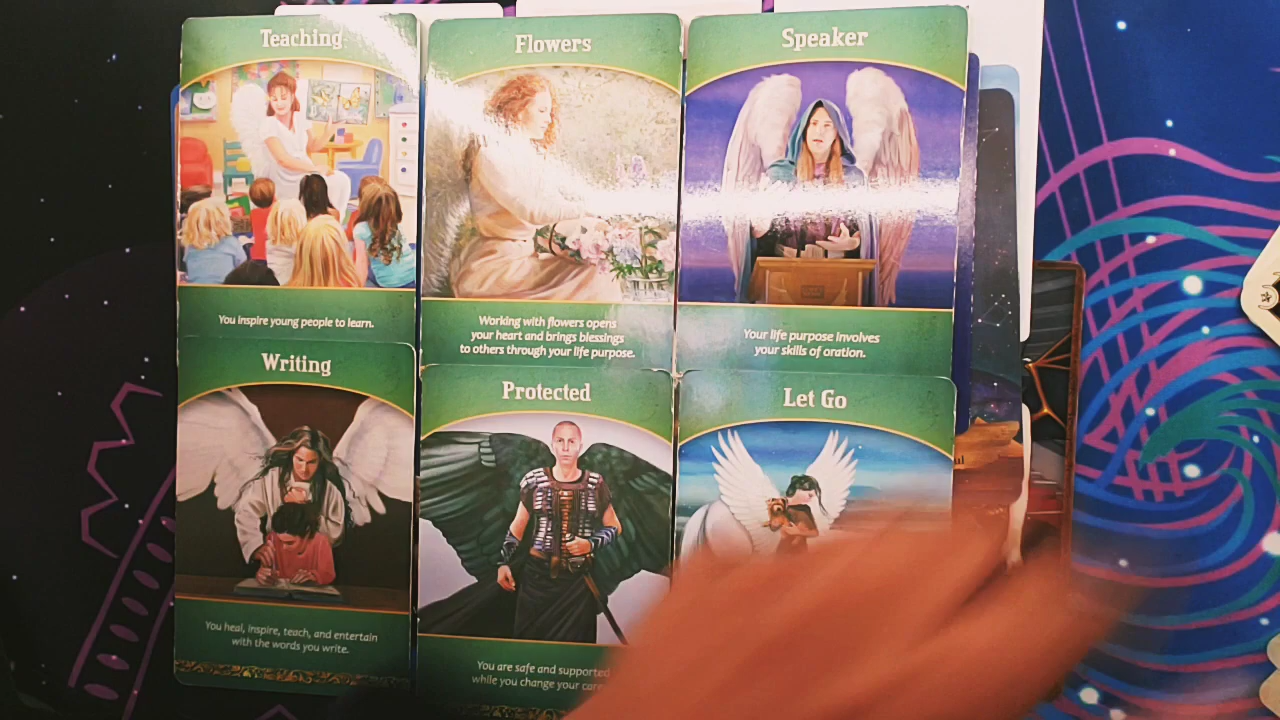 Teaching
You inspire young people to learn.
Flowers
Working with flowers opens
your heart and brings blessings
to others through your life purpose.
Speaker
Your life purpose involves
your skills of oration.
Writing
You heal, inspire, teach, and entertain
with the words you write.
Protected
You are safe and supported
while you change your
Let Go